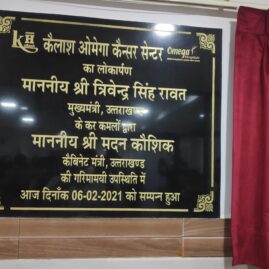 कैलाश ओमेगा कैन्सर सेन्टर
का लोकार्पण
Omega
माननीय श्री त्रिवेन्द्र सिंह रावत
मुख्यमंत्री, उत्तराखण्ड
के कर कमलों द्वारा
माननीय श्री मदन कौशिक
कैबिनेट मंत्री, उत्तराखण्ड
की गरिमामयी उपस्थिति में
आज दिनाँक 06-02-2021 को सम्पन्न हुआ